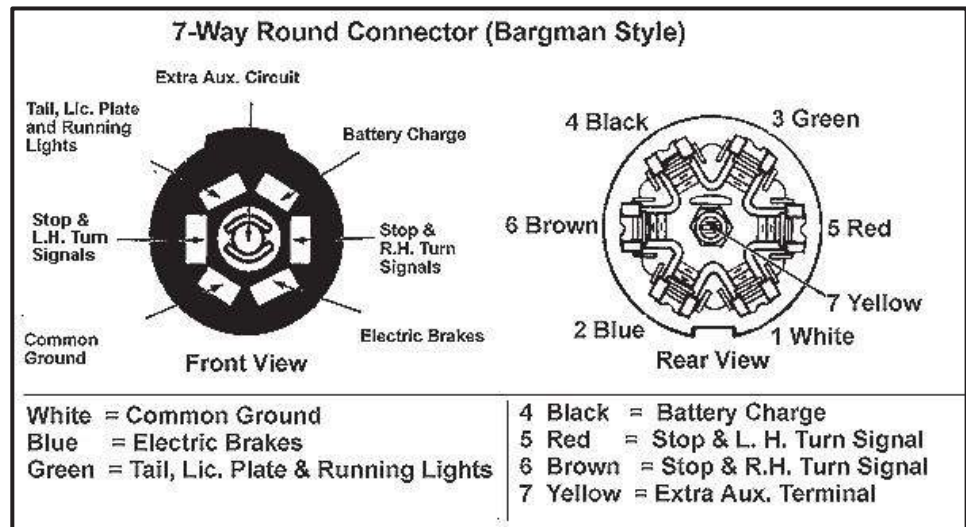 7-Way Round Connector (Bargman Style)
Extra Aux. Circuit
Tail, Lic. Plate
and Running
Lights
Battery Charge
Stop &
L.H. Turn
Signals
Stop &
R.H. Turn
Signals
Common
Ground
Electric Brakes
Front View
4 Black
3 Green
6 Brown
5 Red
7 Yellow
2 Blue
1 White
Rear View
White = Common Ground
Blue = Electric Brakes
Green = Tail, Lic. Plate & Running Lights
4 Black = Battery Charge
5 Red = Stop & L. H. Turn Signal
6 Brown = Stop & R.H. Turn Signal
7 Yellow = Extra Aux. Terminal